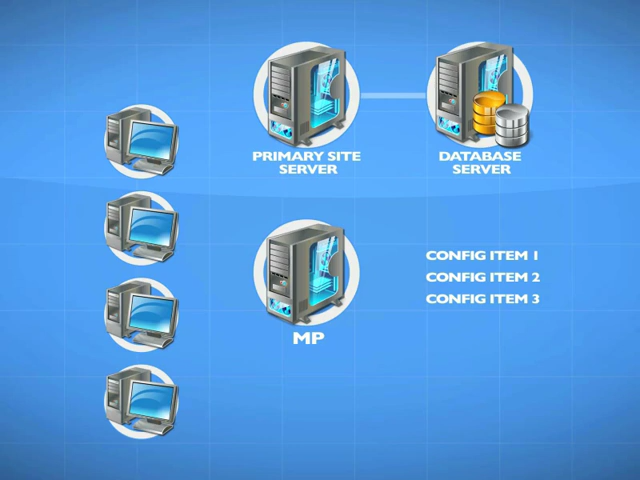 PRIMARY SITE
SERVER
DATABASE
SERVER
MP
CONFIG ITEM 1
CONFIG ITEM 2
CONFIG ITEM 3